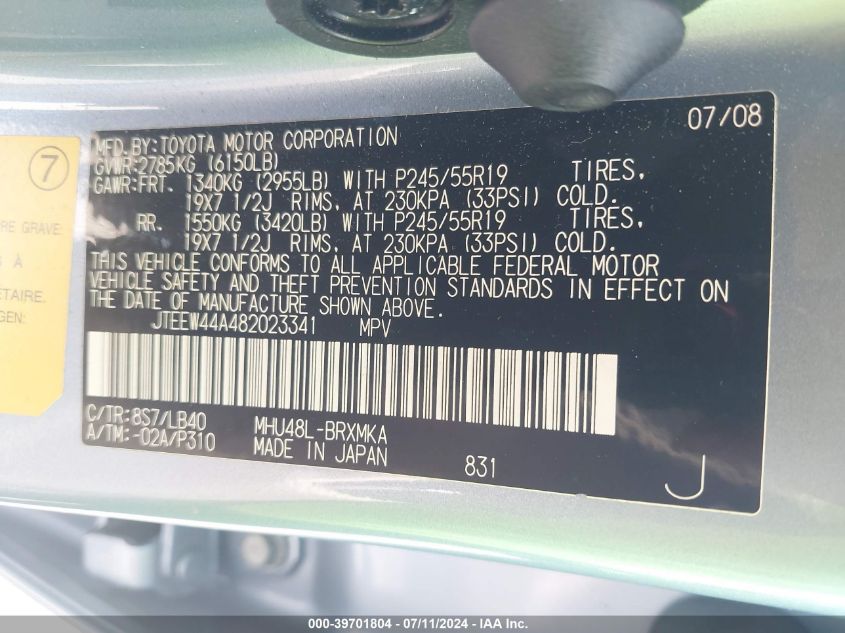 07/08
7
MFD.BY:TOYOTA MOTOR CORPORATION
GVWR:2785KG (6150LB)
GAWR:FRT. 1340KG (2955LB) WITH P245/55R19 TIRES,
19X7 1/2J RIMS, AT 230KPA (33PSI) COLD.
RR. 1550KG (3420LB) WITH P245/55R19 TIRES,
19X7 1/2J RIMS, AT 230KPA (33PSI) COLD.
THIS VEHICLE CONFORMS TO ALL APPLICABLE FEDERAL MOTOR
VEHICLE SAFETY AND THEFT PREVENTION STANDARDS IN EFFECT ON
THE DATE OF MANUFACTURE SHOWN ABOVE.
JTEEW44A482023341 MPV
RE GRAVE
À
ETAIRE.
GEN:
C/TR:8S7/LB40 MHU48L-BRXMKA
A/TM:-02A/P310 MADE IN JAPAN 831
J
000-39701804 - 07/11/2024 - IAA Inc.